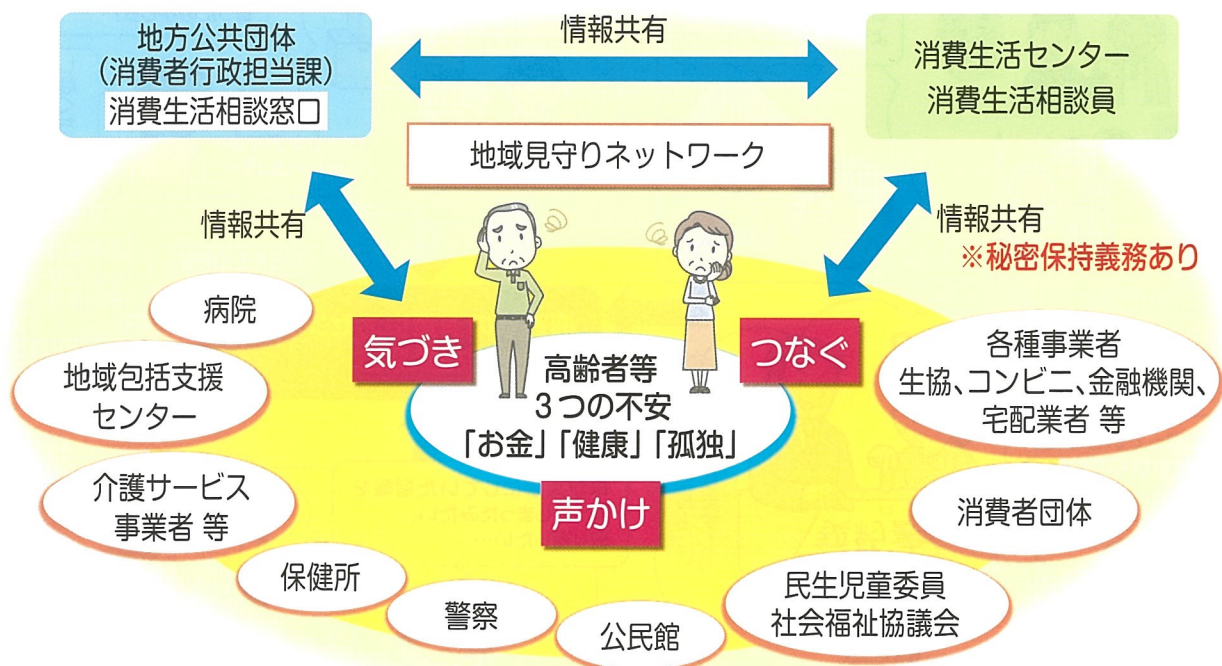 地方公共団体
（消費者行政担当課）
消費生活相談窓口
情報共有
消費生活センター
消費生活相談員
地域見守りネットワーク
情報共有
情報共有
※秘密保持義務あり
気づき
つなぐ
高齢者等
３つの不安
「お金」「健康」「孤独」
声かけ
病院
地域包括支援
センター
介護サービス
事業者 等
保健所
警察
公民館
民生児童委員
社会福祉協議会
消費者団体
各種事業者
生協、コンビニ、金融機関、
宅配業者 等